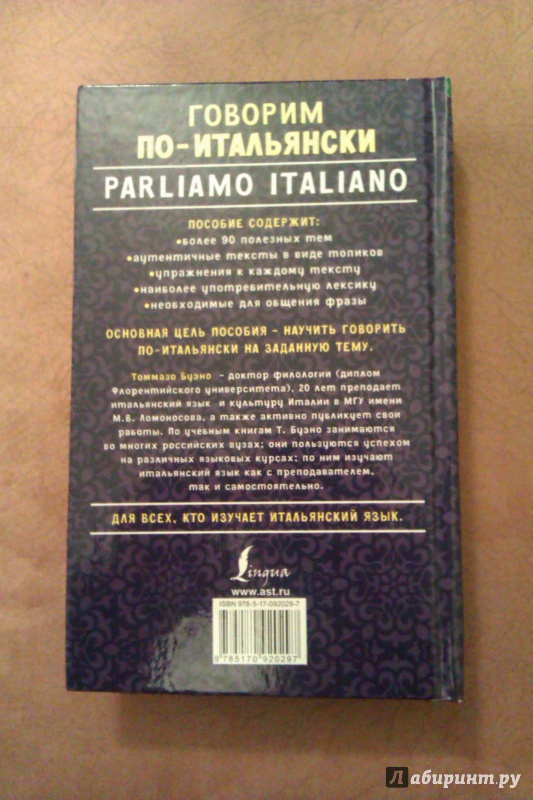 ГОВОРИМ
ПО-ИТАЛЬЯНСКИ
PARLIAMO ITALIANO
ПОСОБИЕ СОДЕРЖИТ:
•более 90 полезных тем
•аутентичные тексты в виде топиков
•упражнения к каждому тексту
•наиболее употребительную лексику
•необходимые для общения фразы
ОСНОВНАЯ ЦЕЛЬ ПОСОБИЯ – НАУЧИТЬ ГОВОРИТЬ
ПО-ИТАЛЬЯНСКИ НА ЗАДАННУЮ ТЕМУ.
Томмазо Буэно – доктор филологии (диплом
Флорентийского университета), 20 лет преподает
итальянский язык и культуру Италии в МГУ имени
М.В. Ломоносова, а также активно публикует свои
работы. По учебным книгам Т. Буэно занимаются
во многих российских вузах; они пользуются успехом
на различных языковых курсах; по ним изучают
итальянский язык как с преподавателем,
так и самостоятельно.
ДЛЯ ВСЕХ, КТО ИЗУЧАЕТ ИТАЛЬЯНСКИЙ ЯЗЫК.
Lingua
www.ast.ru
ISBN 978-5-17-092029-7
9 785170 920297
Лабиринт.ру